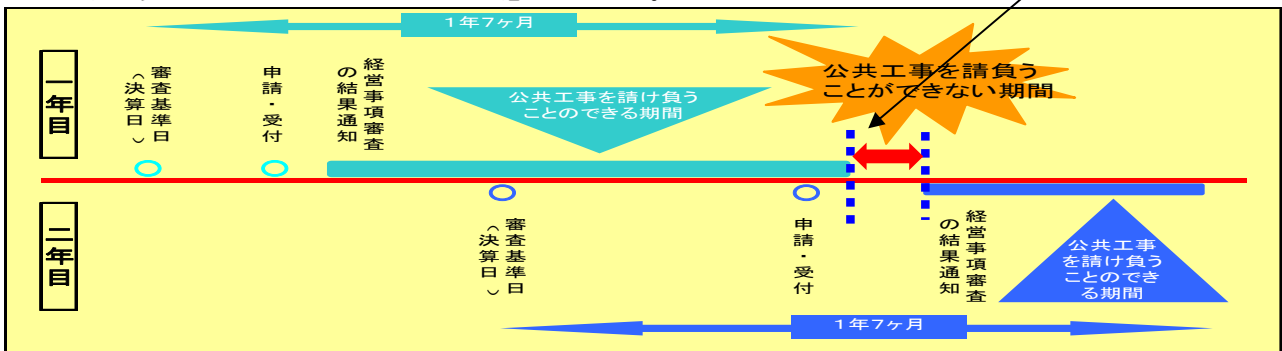 1年7ヶ月
一年目
審査基準日
（決算日）
申請・受付
経営事項審査
の結果通知
公共工事を請け負う
ことのできる期間
公共工事を請負う
ことができない期間
二年目
審査基準日
（決算日）
申請・受付
経営事項審査
の結果通知
公共工事
を請け負う
ことのでき
る期間
1年7ヶ月